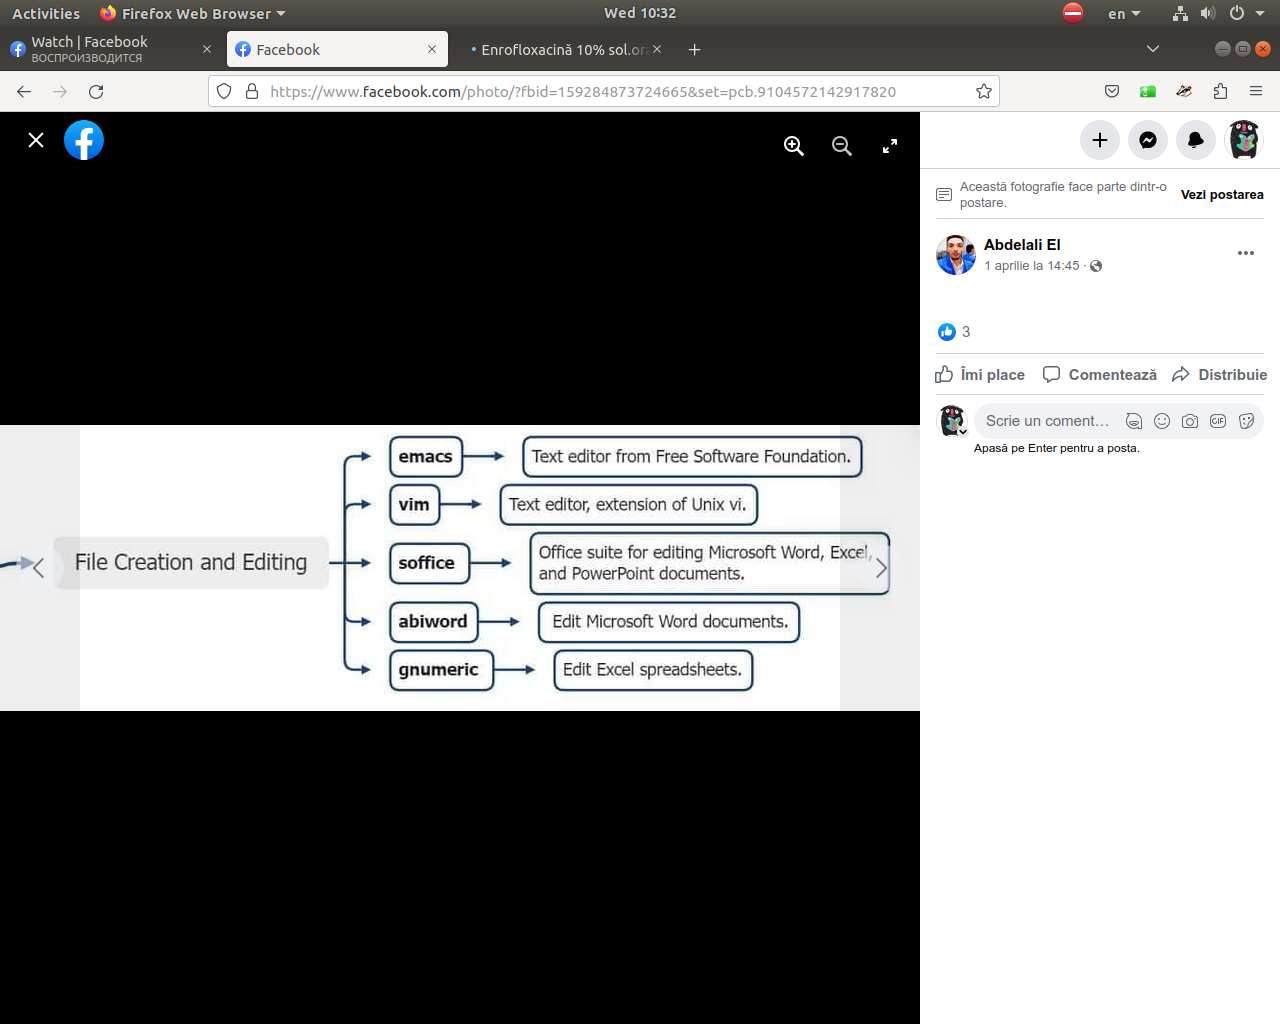 Activities
Firefox Web Browser
Wed 10:32
en
Watch | Facebook
ВОСПРОИЗВОДИТСЯ
Facebook
Enrofloxacină 10% sol.or
https://www.facebook.com/photo/?fbid=159284873724665&set=pcb.9104572142917820
Această fotografie face parte dintr-o
postare.
Vezi postarea
Abdelali El
1 aprilie la 14:45 ·
3
Îmi place
Comentează
Distribuie
Scrie un coment…
GIF
Apasă pe Enter pentru a posta.
File Creation and Editing
emacs
Text editor from Free Software Foundation.
vim
Text editor, extension of Unix vi.
soffice
Office suite for editing Microsoft Word, Excel,
and PowerPoint documents.
abiword
Edit Microsoft Word documents.
gnumeric
Edit Excel spreadsheets.